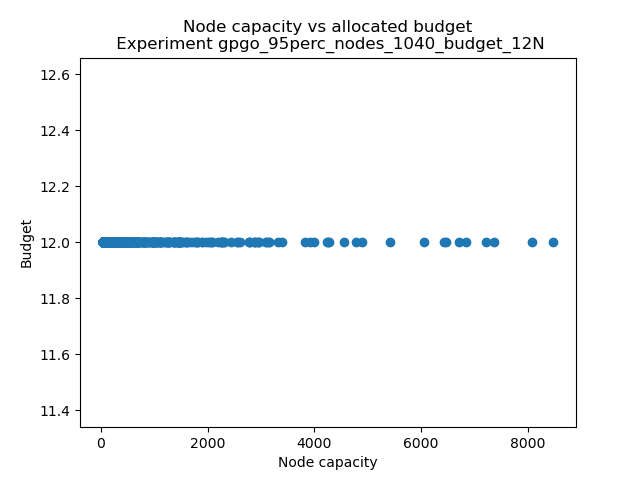 Node capacity vs allocated budget
Experiment gpgo_95perc_nodes_1040_budget_12N
12.6
12.4
12.2
12.0
11.8
11.6
11.4
Budget
0 2000 4000 6000 8000
Node capacity